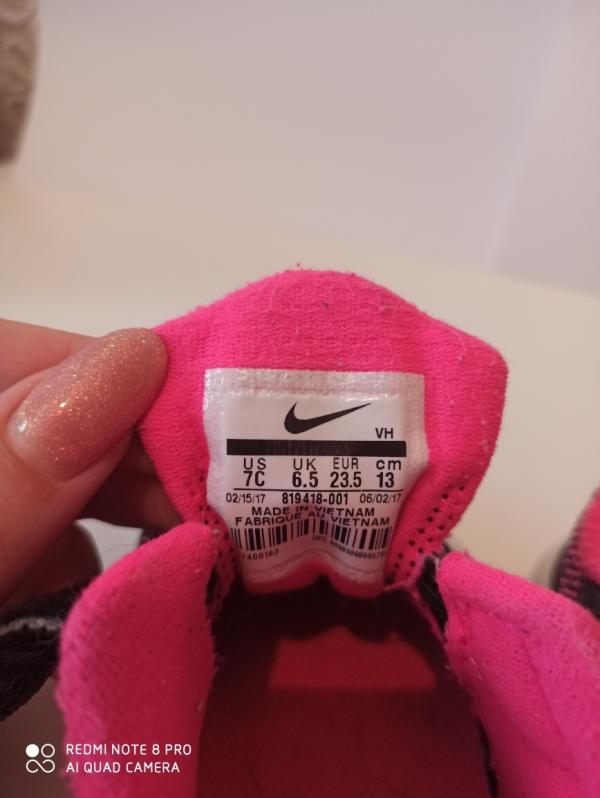 VH
US UK EUR cm
7C 6.5 23.5 13
02/15/17 819418-001 06/02/17
MADE IN VIETNAM
FABRIQUE AU VIETNAM
REDMI NOTE 8 PRO
AI QUAD CAMERA